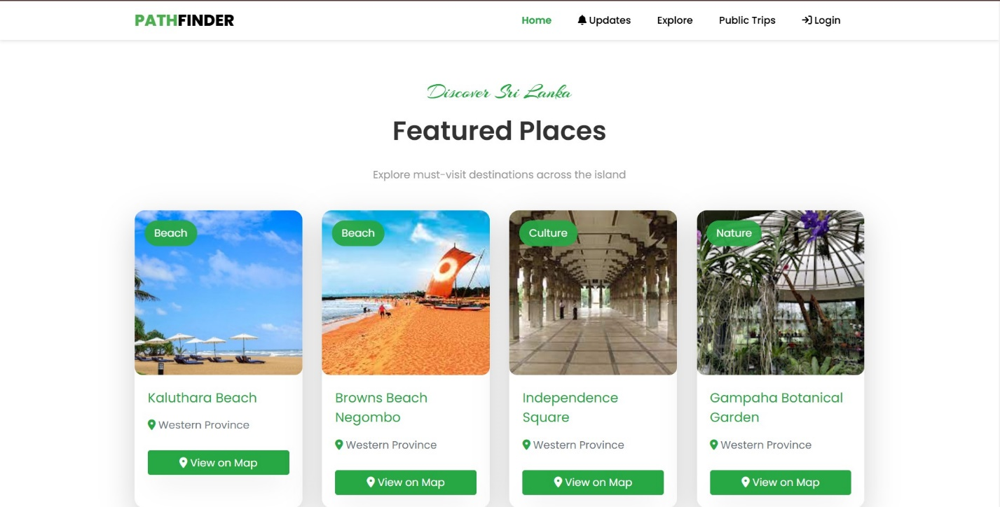 PATHFINDER
Home Updates Explore Public Trips Login
Discover Sri Lanka
Featured Places
Explore must-visit destinations across the island
Beach
Beach
Culture
Nature
Kaluthara Beach
Western Province
View on Map
Browns Beach
Negombo
Western Province
View on Map
Independence
Square
Western Province
View on Map
Gampaha Botanical
Garden
Western Province
View on Map